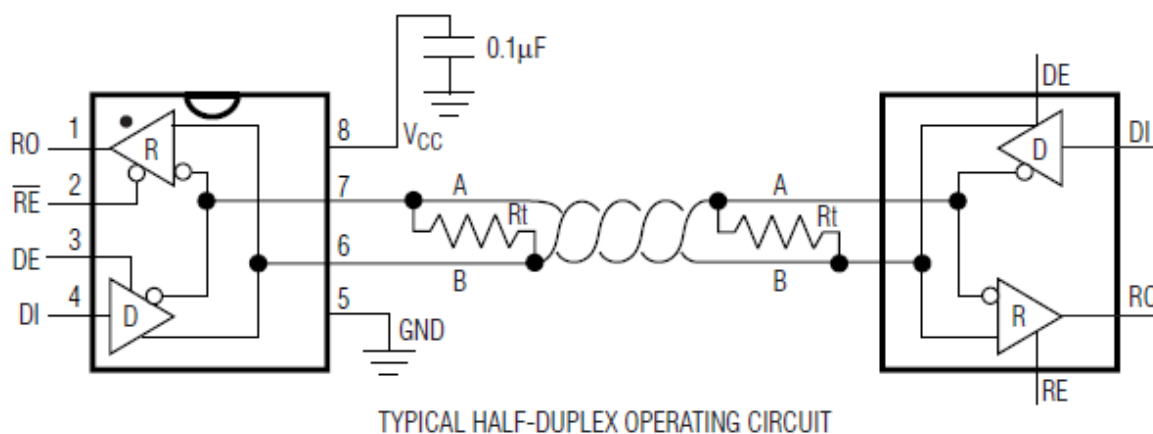 0.1µF
DE
RO 1
R
8 VCC
D
DI
2
RE
7 A
A
Rt
Rt
3
DE
6
B
B
4
DI
D
5
GND
R
RO
RE
TYPICAL HALF-DUPLEX OPERATING CIRCUIT